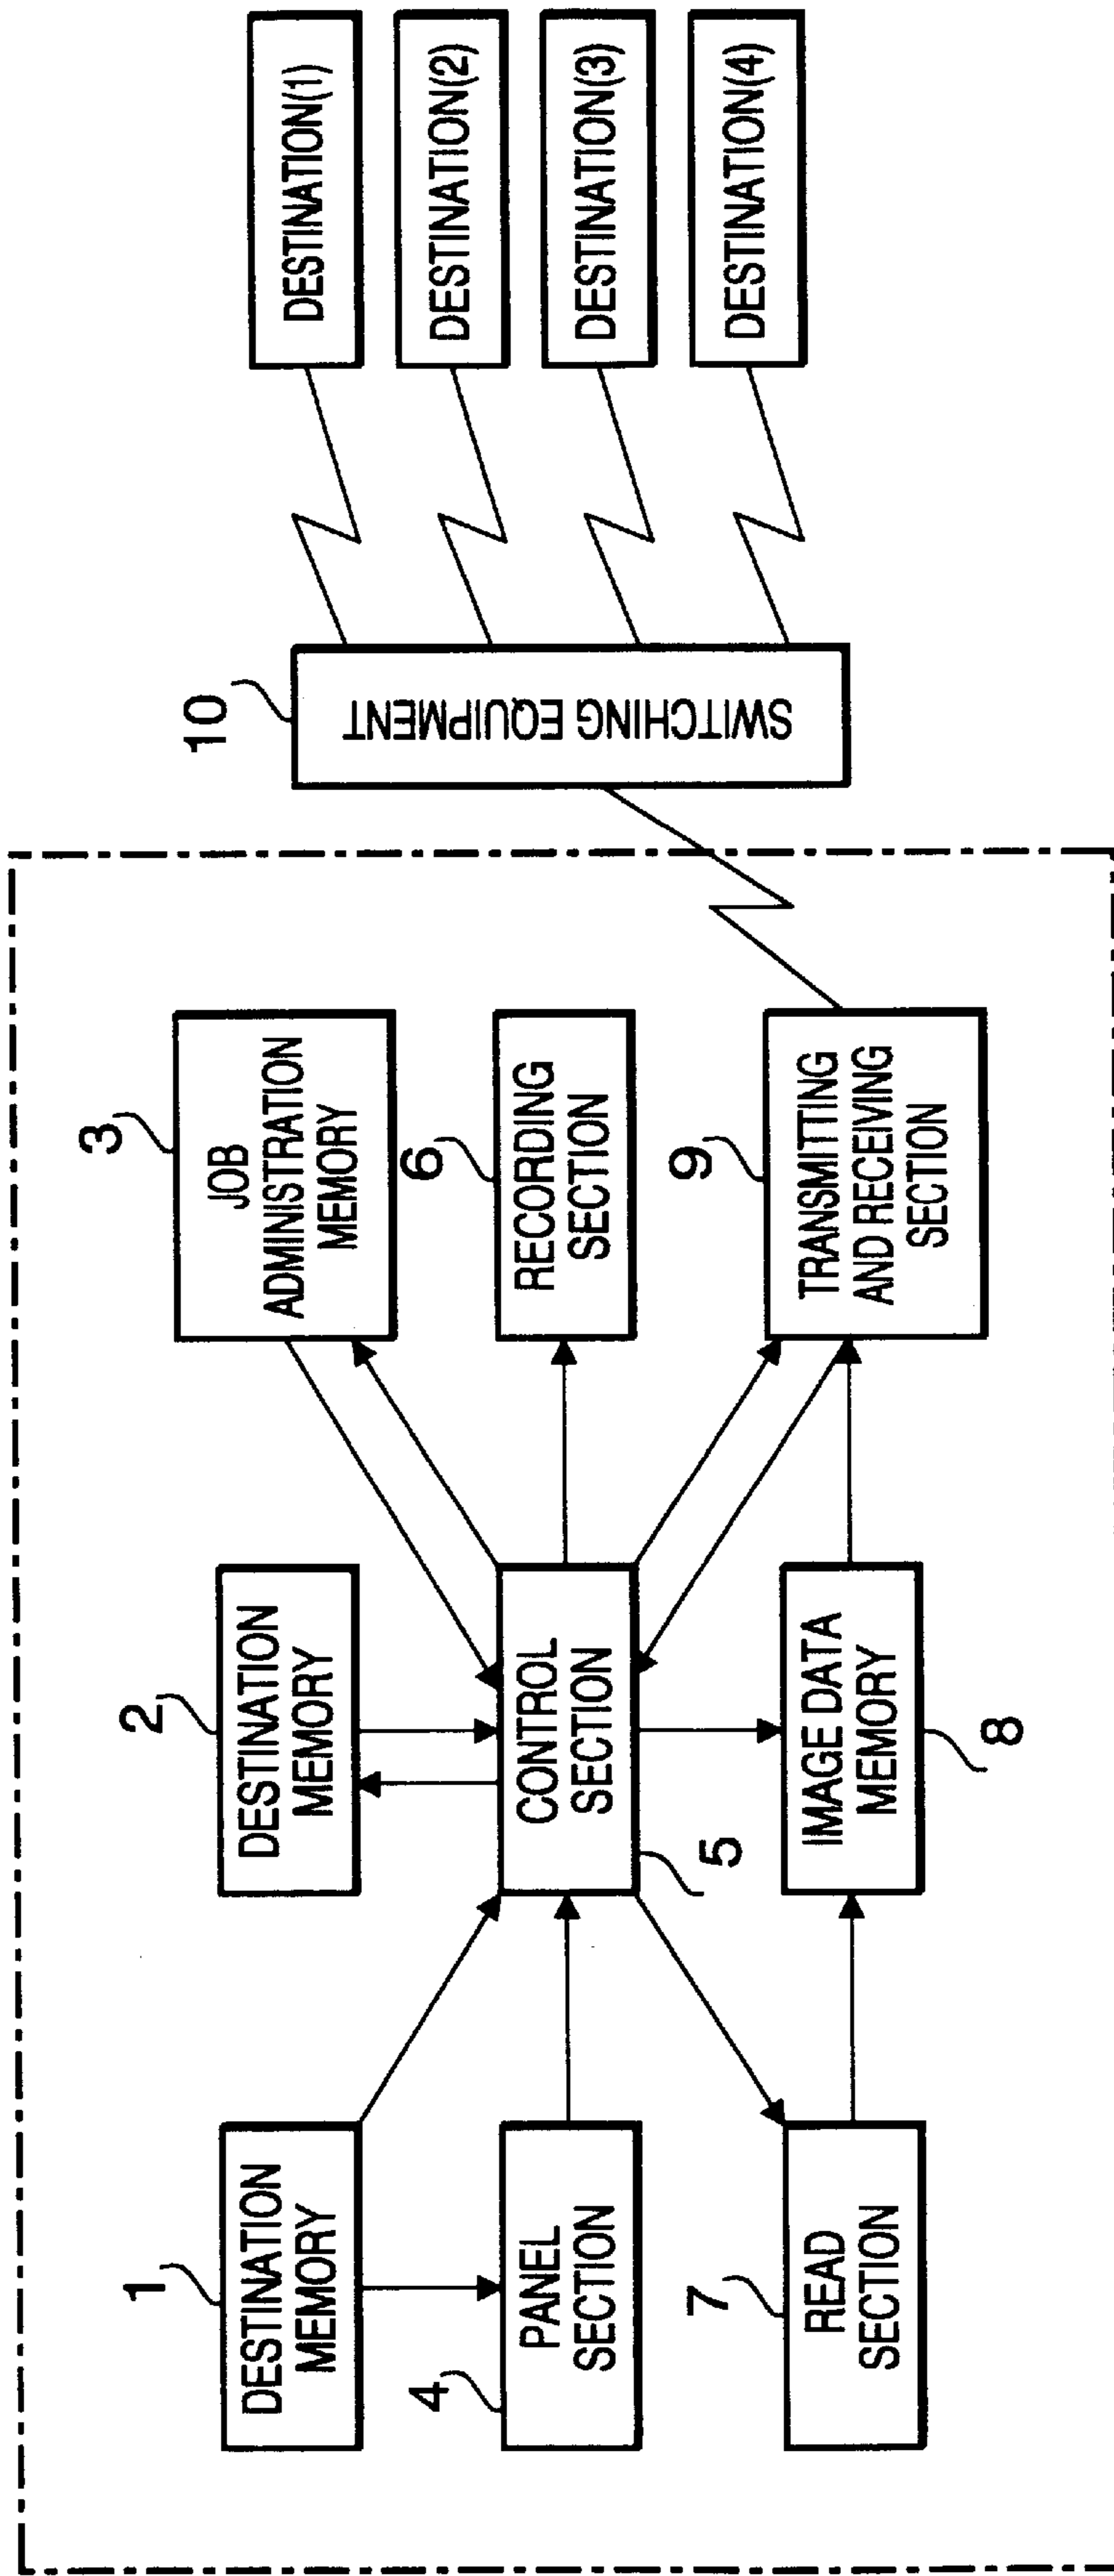 1
DESTINATION
MEMORY
2
DESTINATION
MEMORY
3
JOB
ADMINISTRATION
MEMORY
4
PANEL
SECTION
CONTROL
SECTION
5
6
RECORDING
SECTION
7
READ
SECTION
IMAGE DATA
MEMORY
8
9
TRANSMITTING
AND RECEIVING
SECTION
10
SWITCHING EQUIPMENT
DESTINATION(1)
DESTINATION(2)
DESTINATION(3)
DESTINATION(4)